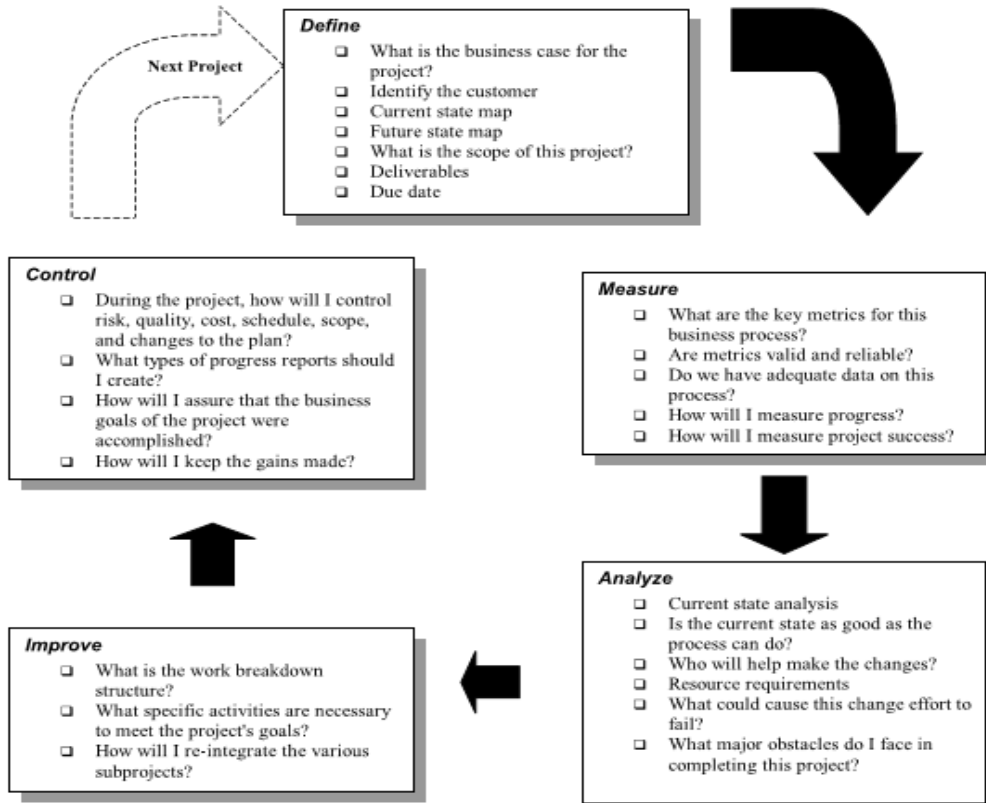 Next Project
Define
❑ What is the business case for the
project?
❑ Identify the customer
❑ Current state map
❑ Future state map
❑ What is the scope of this project?
❑ Deliverables
❑ Due date
Measure
❑ What are the key metrics for this
business process?
❑ Are metrics valid and reliable?
❑ Do we have adequate data on this
process?
❑ How will I measure progress?
❑ How will I measure project success?
Analyze
❑ Current state analysis
❑ Is the current state as good as the
process can do?
❑ Who will help make the changes?
❑ Resource requirements
❑ What could cause this change effort to
fail?
❑ What major obstacles do I face in
completing this project?
Improve
❑ What is the work breakdown
structure?
❑ What specific activities are necessary
to meet the project's goals?
❑ How will I re-integrate the various
subprojects?
Control
❑ During the project, how will I control
risk, quality, cost, schedule, scope,
and changes to the plan?
❑ What types of progress reports should
I create?
❑ How will I assure that the business
goals of the project were
accomplished?
❑ How will I keep the gains made?